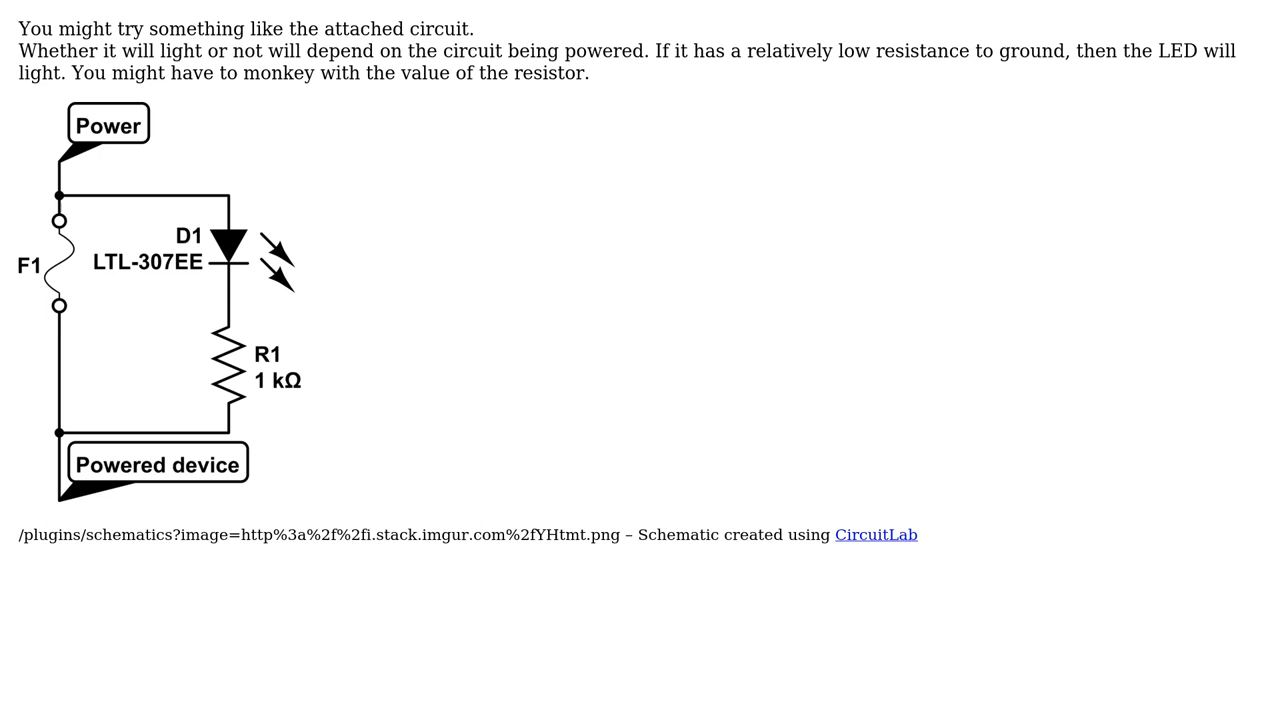 You might try something like the attached circuit.
Whether it will light or not will depend on the circuit being powered. If it has a relatively low resistance to ground, then the LED will
light. You might have to monkey with the value of the resistor.
Power
D1
LTL-307EE
F1
R1
1 kΩ
Powered device
/plugins/schematics?image=http%3a%2f%2fi.stack.imgur.com%2fYHtmt.png – Schematic created using CircuitLab